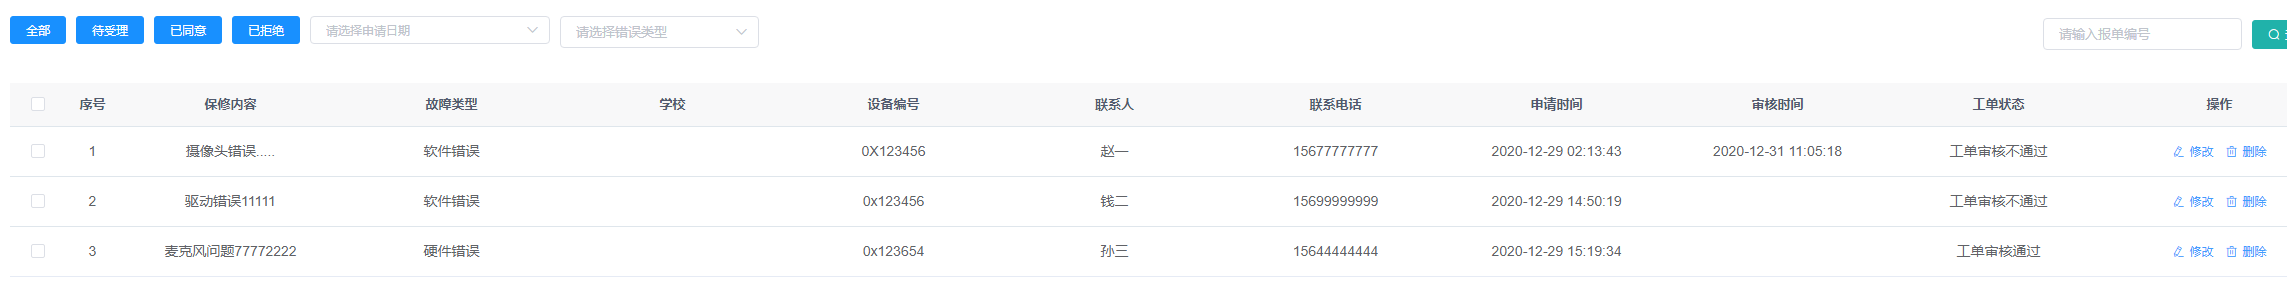 全部 待受理 已同意 已拒绝 请选择申请日期 请选择错误类型 请输入报单编号
序号 保修内容 故障类型 学校 设备编号 联系人 联系电话 申请时间 审核时间 工单状态 操作
1 摄像头错误..... 软件错误 0X123456 赵一 15677777777 2020-12-29 02:13:43 2020-12-31 11:05:18 工单审核不通过 修改 删除
2 驱动错误11111 软件错误 0x123456 钱二 15699999999 2020-12-29 14:50:19 工单审核不通过 修改 删除
3 麦克风问题77772222 硬件错误 0x123654 孙三 15644444444 2020-12-29 15:19:34 工单审核通过 修改 删除